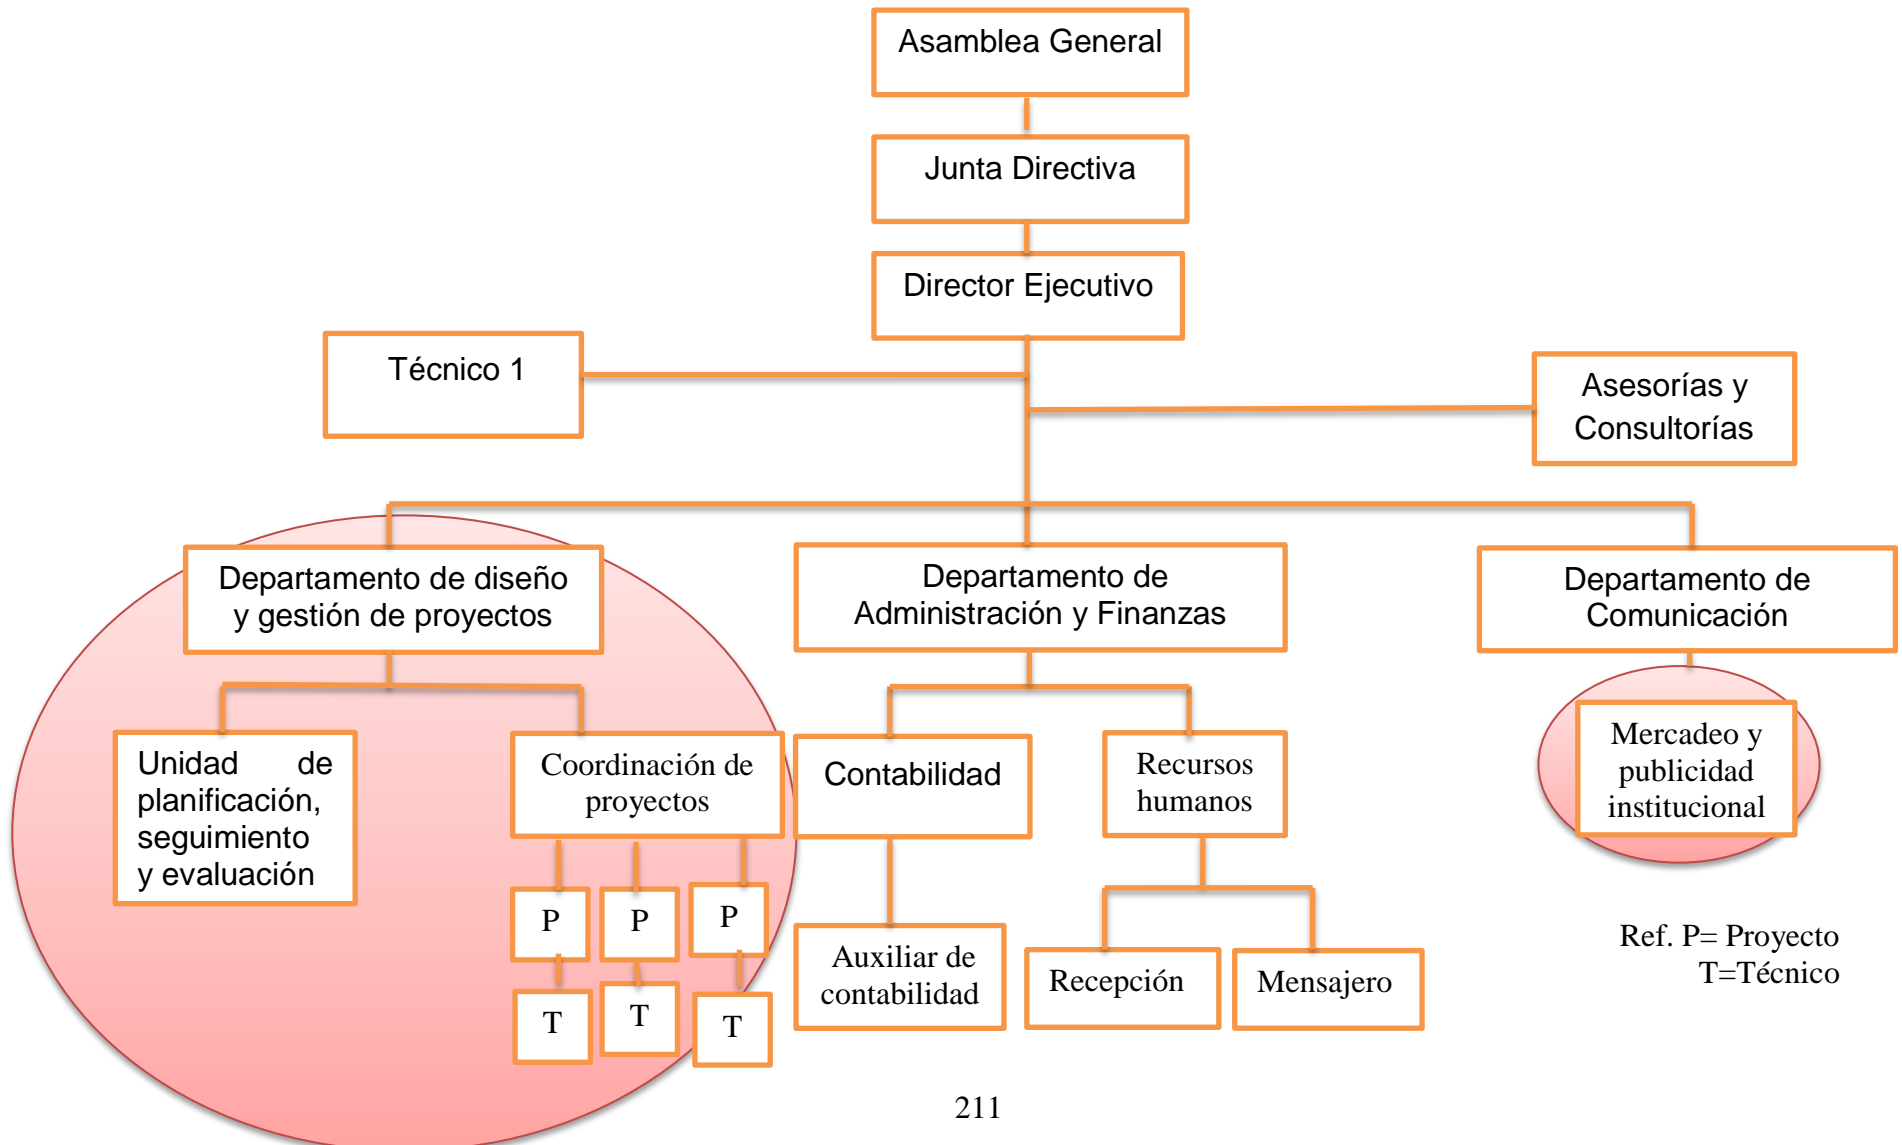 Asamblea General
Junta Directiva
Director Ejecutivo
Técnico 1
Asesorías y
Consultorías
Departamento de diseño
y gestión de proyectos
Departamento de
Administración y Finanzas
Departamento de
Comunicación
Unidad de
planificación,
seguimiento
y evaluación
Coordinación de
proyectos
Contabilidad
Recursos
humanos
Mercadeo y
publicidad
institucional
P
P
P
T
T
T
Auxiliar de
contabilidad
Recepción
Mensajero
Ref. P= Proyecto
T=Técnico
211